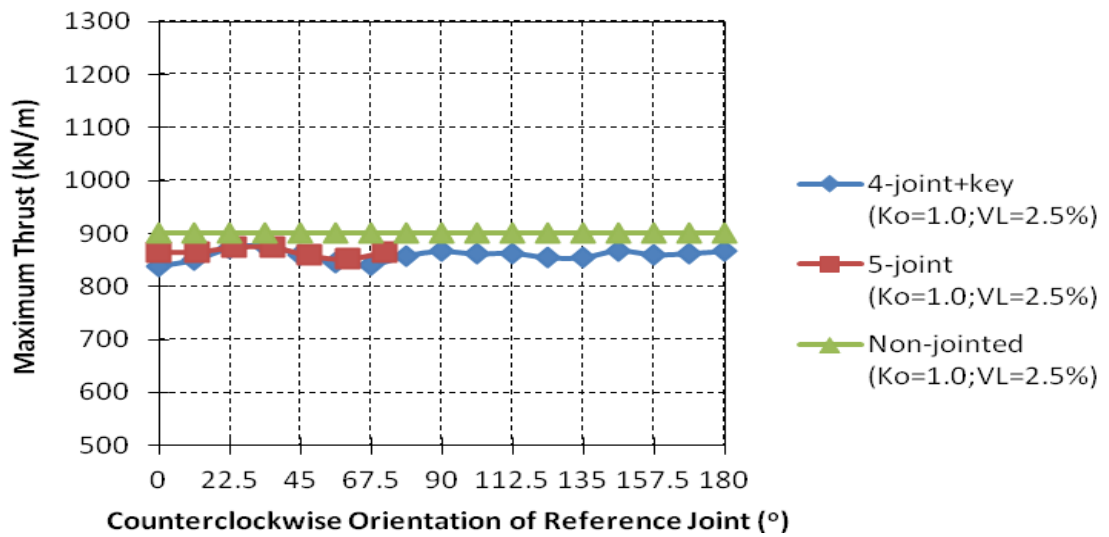 1300
1200
1100
1000
900
800
700
600
500
Maximum Thrust (kN/m)
0 22.5 45 67.5 90 112.5 135 157.5 180
Counterclockwise Orientation of Reference Joint (°)
4-joint+key
(Ko=1.0;VL=2.5%)
5-joint
(Ko=1.0;VL=2.5%)
Non-jointed
(Ko=1.0;VL=2.5%)